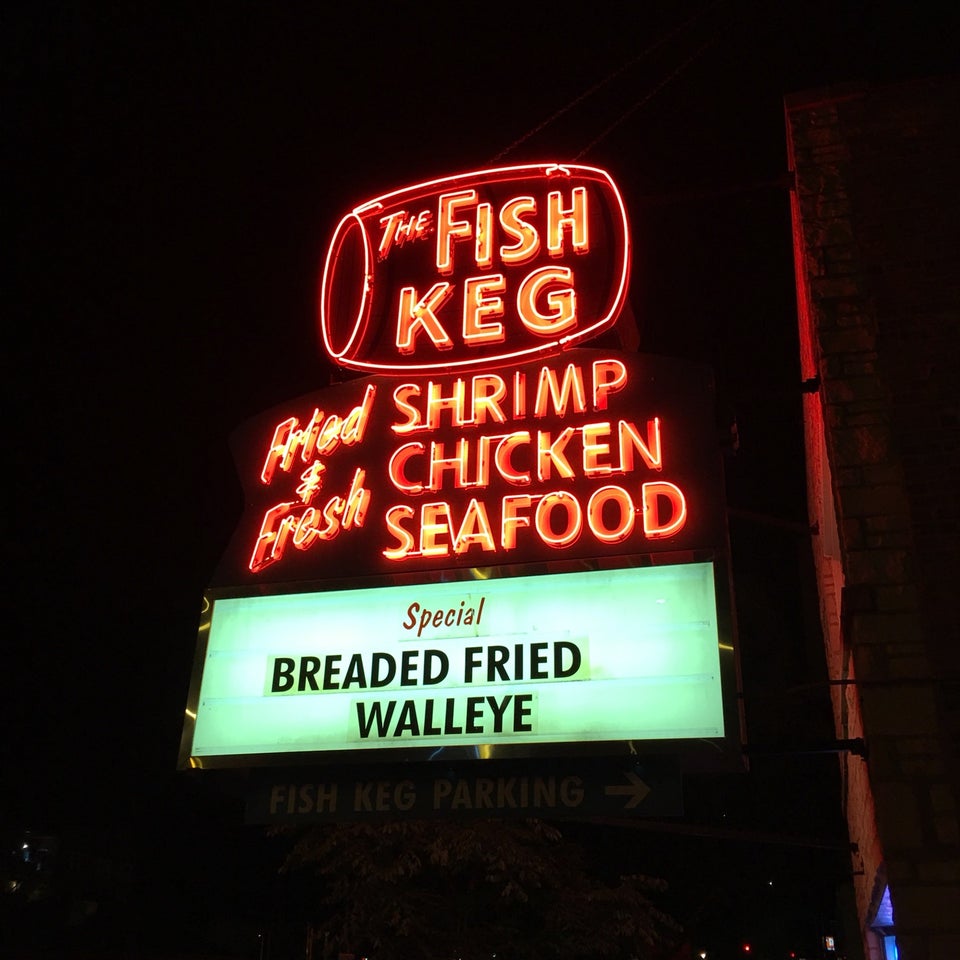 THE FISH
KEG
Fried & Fresh
SHRIMP
CHICKEN
SEAFOOD
Special
BREADED FRIED
WALLEYE
FISH KEG PARKING →